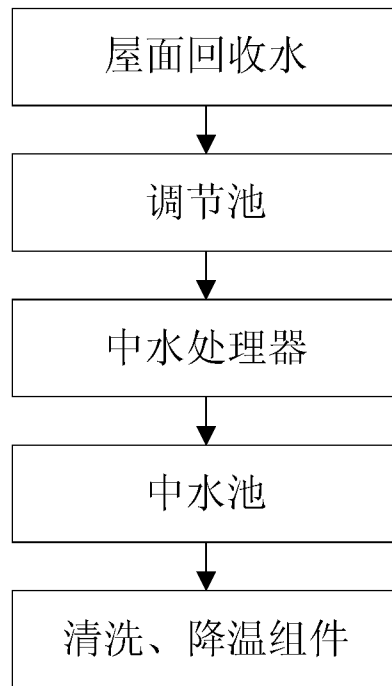 屋面回收水
调节池
中水处理器
中水池
清洗、降温组件